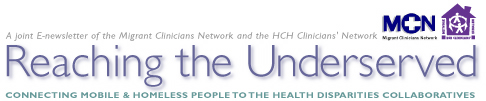 MCN
Migrant Clinicians Network
A joint E-newsletter of the Migrant Clinicians Network and the HCH Clinicians' Network
Reaching the Underserved
CONNECTING MOBILE & HOMELESS PEOPLE TO THE HEALTH DISPARITIES COLLABORATIVES